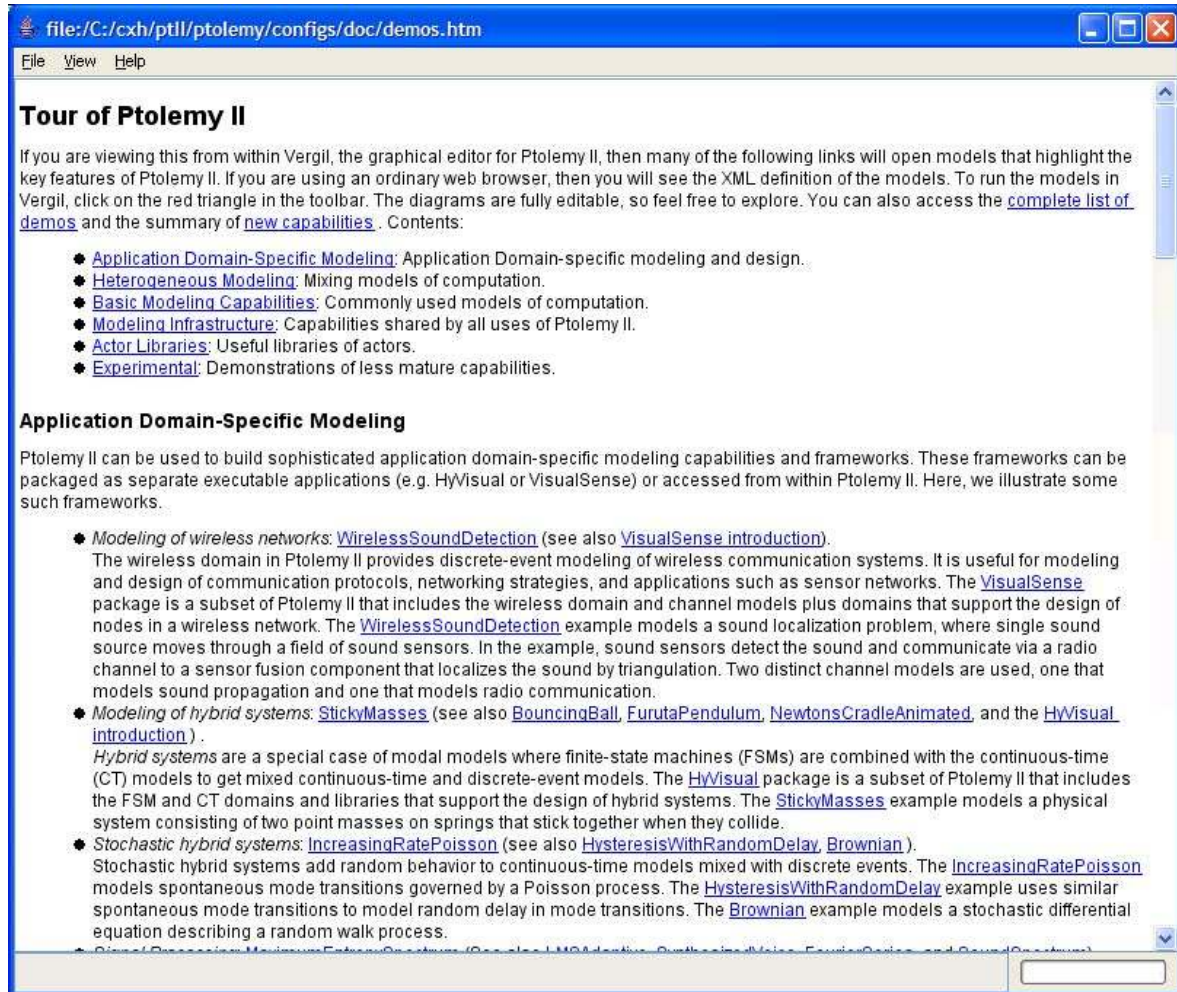 file:/C:/cxh/ptII/ptolemy/configs/doc/demos.htm
File View Help
Tour of Ptolemy II
If you are viewing this from within Vergil, the graphical editor for Ptolemy II, then many of the following links will open models that highlight the
key features of Ptolemy II. If you are using an ordinary web browser, then you will see the XML definition of the models. To run the models in
Vergil, click on the red triangle in the toolbar. The diagrams are fully editable, so feel free to explore. You can also access the complete list of
demos and the summary of new capabilities . Contents:
Application Domain-Specific Modeling: Application Domain-specific modeling and design.
Heterogeneous Modeling: Mixing models of computation.
Basic Modeling Capabilities: Commonly used models of computation.
Modeling Infrastructure: Capabilities shared by all uses of Ptolemy II.
Actor Libraries: Useful libraries of actors.
Experimental: Demonstrations of less mature capabilities.
Application Domain-Specific Modeling
Ptolemy II can be used to build sophisticated application domain-specific modeling capabilities and frameworks. These frameworks can be
packaged as separate executable applications (e.g. HyVisual or VisualSense) or accessed from within Ptolemy II. Here, we illustrate some
such frameworks.
Modeling of wireless networks: WirelessSoundDetection (see also VisualSense introduction).
The wireless domain in Ptolemy II provides discrete-event modeling of wireless communication systems. It is useful for modeling
and design of communication protocols, networking strategies, and applications such as sensor networks. The VisualSense
package is a subset of Ptolemy II that includes the wireless domain and channel models plus domains that support the design of
nodes in a wireless network. The WirelessSoundDetection example models a sound localization problem, where single sound
source moves through a field of sound sensors. In the example, sound sensors detect the sound and communicate via a radio
channel to a sensor fusion component that localizes the sound by triangulation. Two distinct channel models are used, one that
models sound propagation and one that models radio communication.
Modeling of hybrid systems: StickyMasses (see also BouncingBall, FurutaPendulum, NewtonsCradleAnimated, and the HyVisual
introduction ) .
Hybrid systems are a special case of modal models where finite-state machines (FSMs) are combined with the continuous-time
(CT) models to get mixed continuous-time and discrete-event models. The HyVisual package is a subset of Ptolemy II that includes
the FSM and CT domains and libraries that support the design of hybrid systems. The StickyMasses example models a physical
system consisting of two point masses on springs that stick together when they collide.
Stochastic hybrid systems: IncreasingRatePoisson (see also HysteresisWithRandomDelay, Brownian ).
Stochastic hybrid systems add random behavior to continuous-time models mixed with discrete events. The IncreasingRatePoisson
models spontaneous mode transitions governed by a Poisson process. The HysteresisWithRandomDelay example uses similar
spontaneous mode transitions to model random delay in mode transitions. The Brownian example models a stochastic differential
equation describing a random walk process.
Signal Processing: MaximumEntropySpectrum (See also LMSAdaptive, SynthesizedVoice, FourierSeries, and SoundSpectrum)